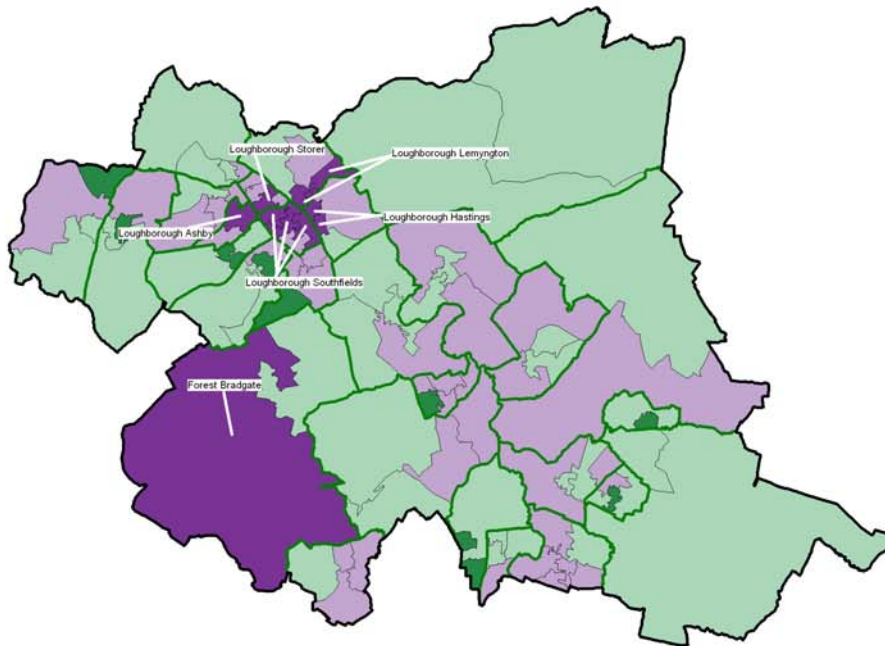 Loughborough Storer
Loughborough Lemyngton
Loughborough Hastings
Loughborough Ashby
Loughborough Southfields
Forest Bradgate